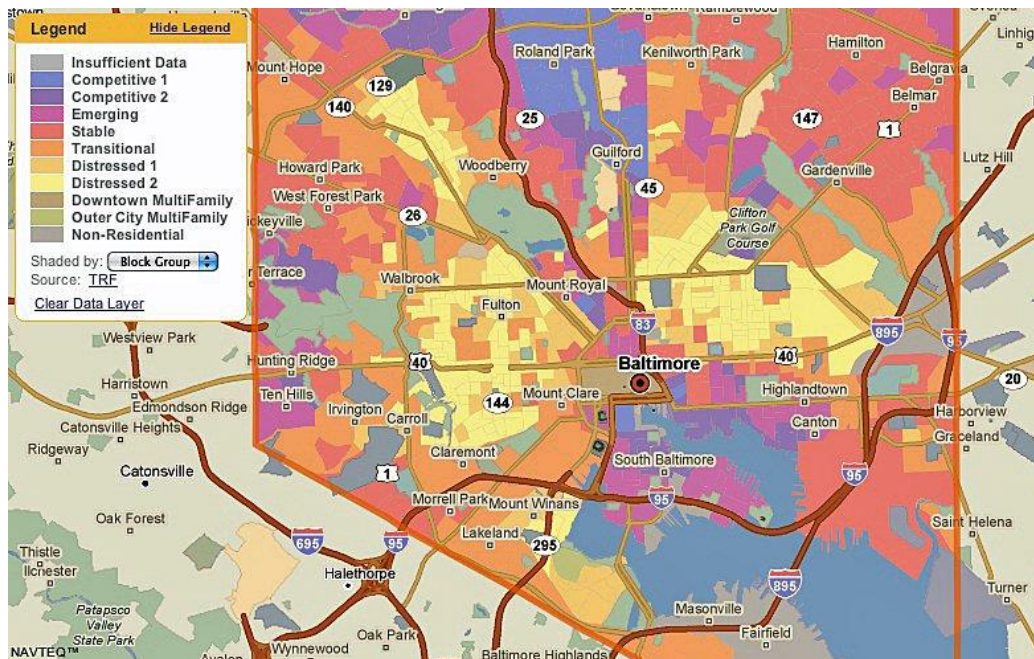 Legend Hide Legend
Insufficient Data
Competitive 1
Competitive 2
Emerging
Stable
Transitional
Distressed 1
Distressed 2
Downtown MultiFamily
Outer City MultiFamily
Non-Residential
Shaded by: Block Group
Source: TRF
Clear Data Layer
Roland Park
Kenilworth Park
Hamilton
Linhig
Mount Hope
129
Belgravia
140
Belmar
25
147
1
Guilford
Lutz Hill
Howard Park
Woodberry
Gardenville
West Forest Park
45
26
Clifton
Park Golf
Course
ickeyville
Terrace
Walbrook
Mount Royal
Fulton
83
895
95
Westview Park
Hunting Ridge
40
Baltimore
40
20
Harristown
Ten Hills
144
Mount Clare
Highlandtown
Edmondson Ridge
Irvington
Carroll
Canton
Harborview
Catonsville Heights
Graceland
Ridgeway
Claremont
South Baltimore
Catonsville
1
95
95
Morrell Park
Mount Winans
Oak Forest
Lakeland
Saint Helena
695
95
295
Thistle
Ilchester
Halethorpe
895
Turner
Patapsco
Valley
State Park
Masonville
Oak Park
Fairfield
NAVTEQ™
Wynnewood
Baltimore Highlands